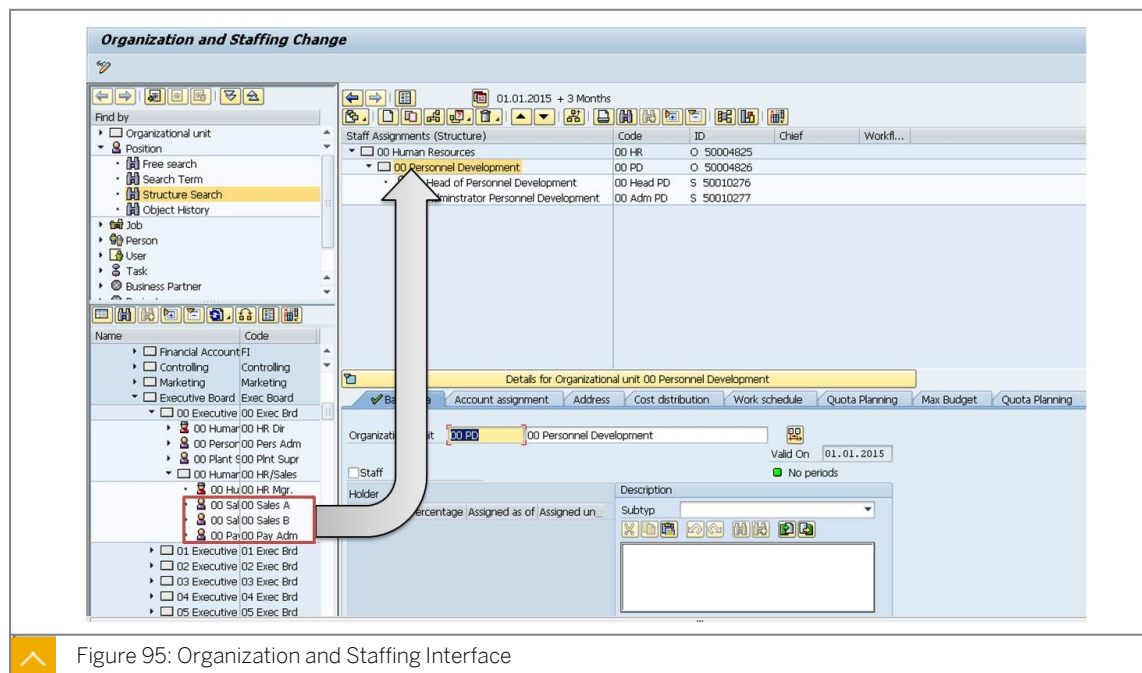 Organization and Staffing Change
01.01.2015 + 3 Months
Find by
Organizational unit
Position
Free search
Search Term
Structure Search
Object History
Job
Person
User
Task
Business Partner
Staff Assignments (Structure) Code ID Chief Workfl...
00 Human Resources 00 HR O 50004825
00 Personnel Development 00 PD O 50004826
Head of Personnel Development 00 Head PD S 50010276
minstrator Personnel Development 00 Adm PD S 50010277
Name Code
Financial Account FI
Controlling Controlling
Marketing Marketing
Executive Board Exec Board
00 Executive 00 Exec Brd
00 Humar 00 HR Dir
00 Person 00 Pers Adm
00 Plant S 00 Plnt Supr
00 Humar 00 HR/Sales
00 Hu 00 HR Mgr.
00 Sal 00 Sales A
00 Sal 00 Sales B
00 Pa 00 Pay Adm
01 Executive 01 Exec Brd
02 Executive 02 Exec Brd
03 Executive 03 Exec Brd
04 Executive 04 Exec Brd
05 Executive 05 Exec Brd
Details for Organizational unit 00 Personnel Development
Ba a Account assignment Address Cost distribution Work schedule Quota Planning Max Budget Quota Planning
Organizati it 00 PD 00 Personnel Development
Valid On 01.01.2015
Staff No periods
Holder Description
ercentage Assigned as of Assigned un... Subtyp
Figure 95: Organization and Staffing Interface